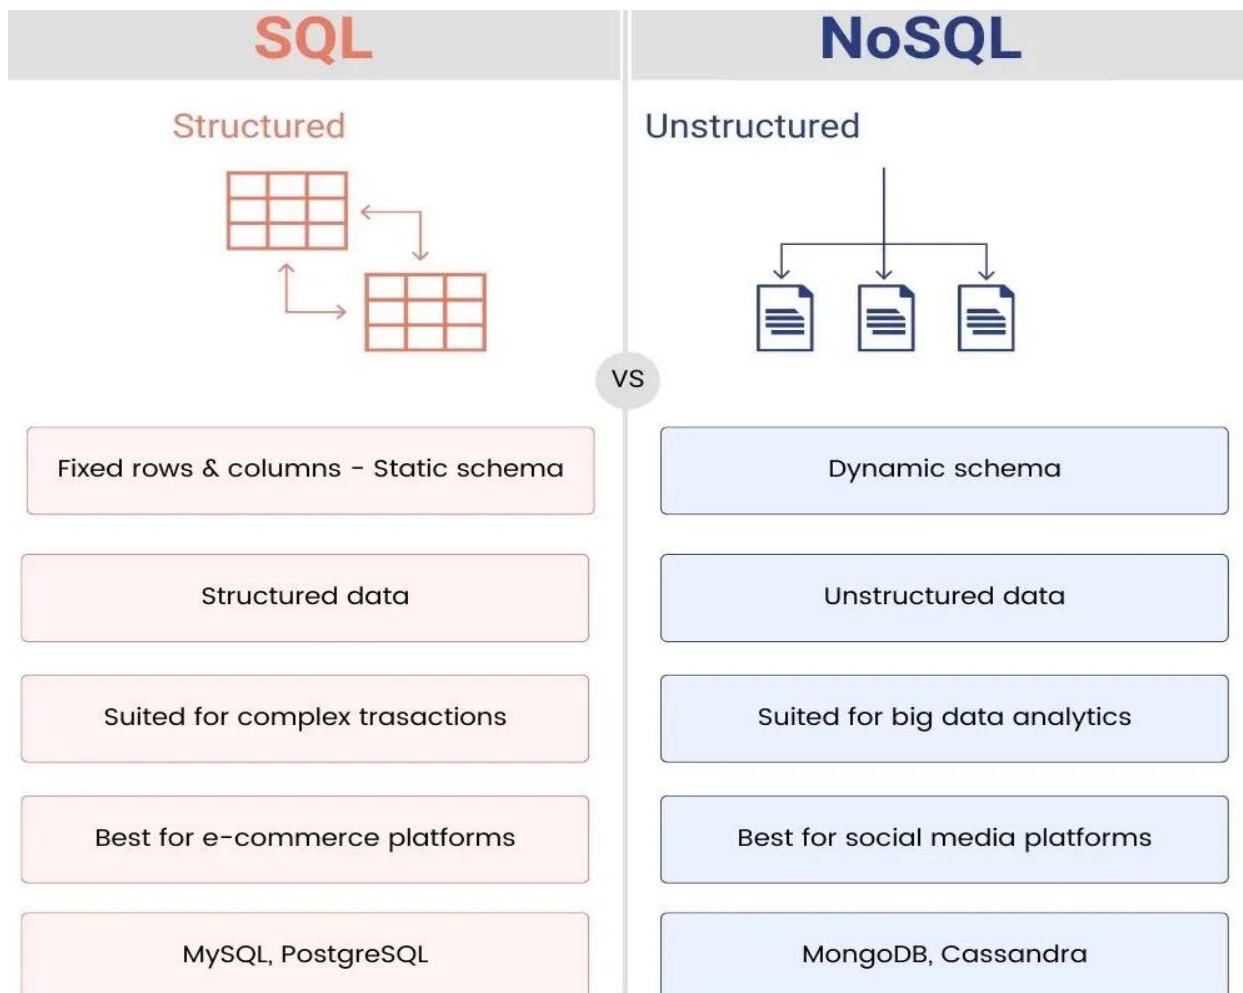 SQL
NoSQL
Structured
Unstructured
VS
Fixed rows & columns - Static schema
Dynamic schema
Structured data
Unstructured data
Suited for complex trasactions
Suited for big data analytics
Best for e-commerce platforms
Best for social media platforms
MySQL, PostgreSQL
MongoDB, Cassandra